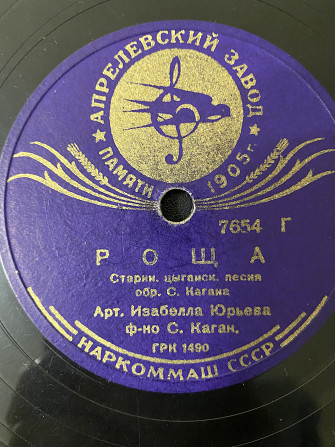 ★ АПРЕЛЕВСКИЙ ЗАВОД ★
ПАМЯТИ 1905 г.
7654 Г
РОЩА
Старин. цыганск. песня
обр. С. Кагана
Арт. Изабелла Юрьева
ф-но С. Каган.
ГРК 1490
НАРКОММАШ СССР